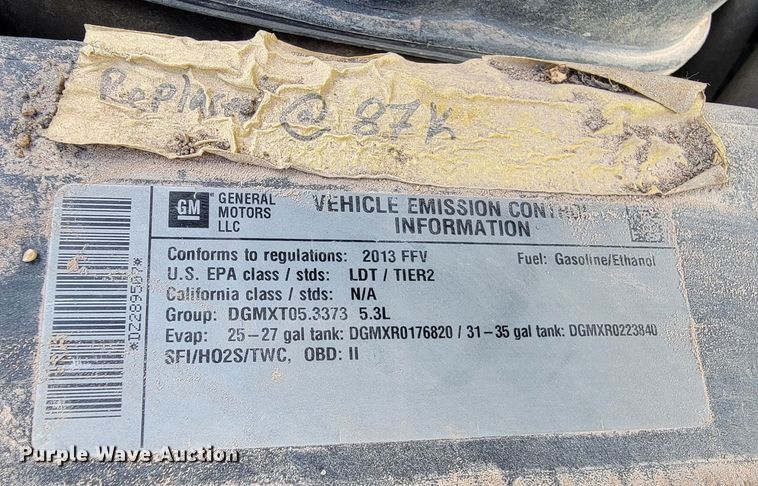 Replaced @ 87K
GM GENERAL MOTORS LLC
VEHICLE EMISSION CONTROL INFORMATION
Conforms to regulations: 2013 FFV Fuel: Gasoline/Ethanol
U.S. EPA class / stds: LDT / TIER2
California class / stds: N/A
Group: DGMXT05.3373 5.3L
Evap: 25-27 gal tank: DGMXR0176820 / 31-35 gal tank: DGMXR0223840
SFI/HO2S/TWC, OBD: II
*DZ289507*
Purple Wave Auction